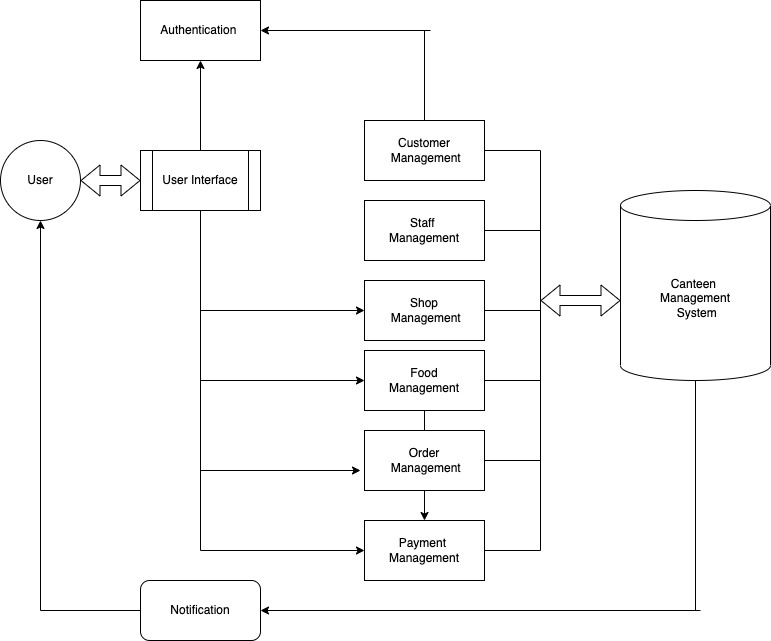 Authentication
Customer
Management
User
User Interface
Staff
Management
Shop
Management
Canteen
Management
System
Food
Management
Order
Management
Payment
Management
Notification